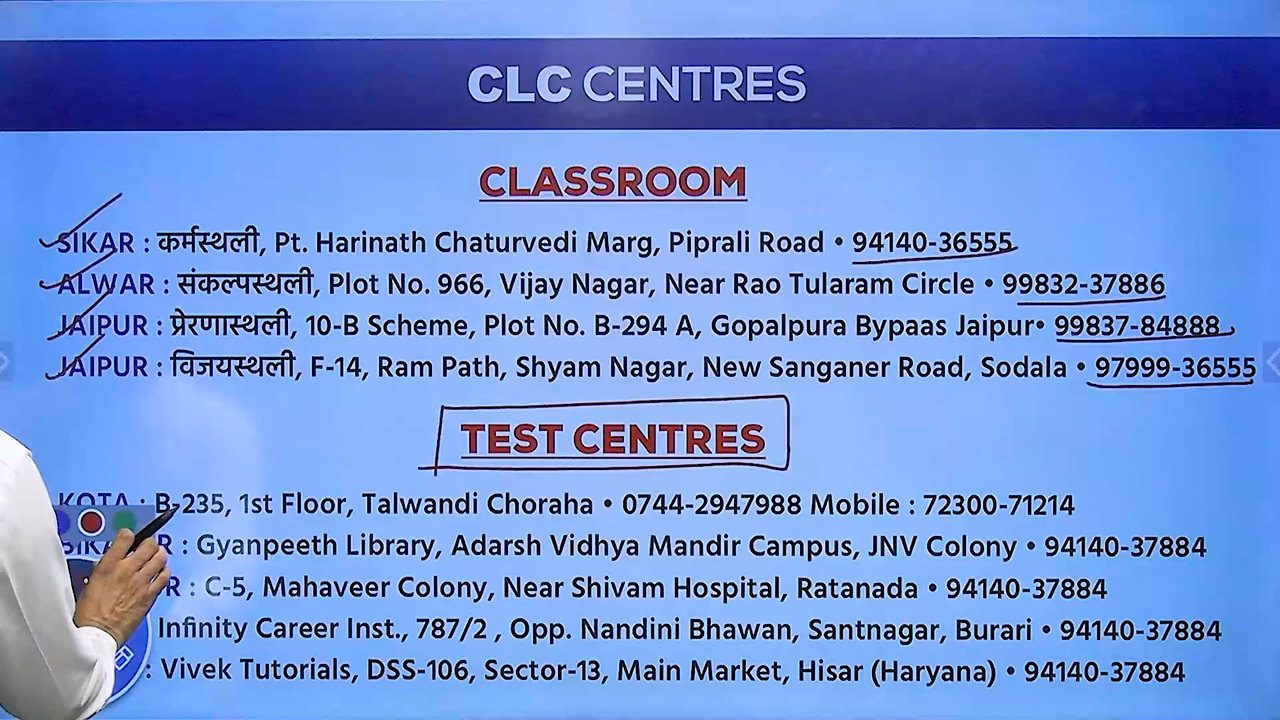 CLC CENTRES
CLASSROOM
SIKAR : कर्मस्थली, Pt. Harinath Chaturvedi Marg, Piprali Road • 94140-36555
ALWAR : संकल्पस्थली, Plot No. 966, Vijay Nagar, Near Rao Tularam Circle • 99832-37886
JAIPUR : प्रेरणास्थली, 10-B Scheme, Plot No. B-294 A, Gopalpura Bypaas Jaipur• 99837-84888
JAIPUR : विजयस्थली, F-14, Ram Path, Shyam Nagar, New Sanganer Road, Sodala • 97999-36555
TEST CENTRES
KOTA : B-235, 1st Floor, Talwandi Choraha • 0744-2947988 Mobile : 72300-71214
: Gyanpeeth Library, Adarsh Vidhya Mandir Campus, JNV Colony • 94140-37884
: C-5, Mahaveer Colony, Near Shivam Hospital, Ratanada • 94140-37884
Infinity Career Inst., 787/2 , Opp. Nandini Bhawan, Santnagar, Burari • 94140-37884
: Vivek Tutorials, DSS-106, Sector-13, Main Market, Hisar (Haryana) • 94140-37884